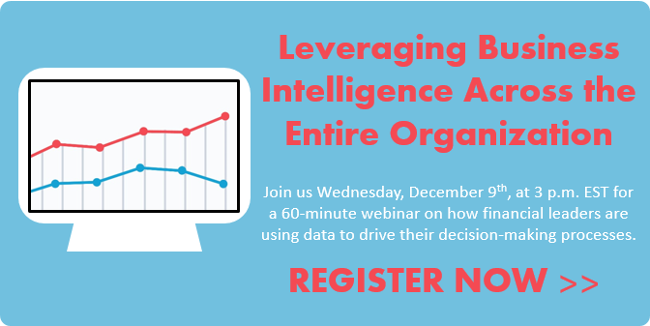 Leveraging Business
Intelligence Across the
Entire Organization
Join us Wednesday, December 9th, at 3 p.m. EST for
a 60-minute webinar on how financial leaders are
using data to drive their decision-making processes.
REGISTER NOW >>